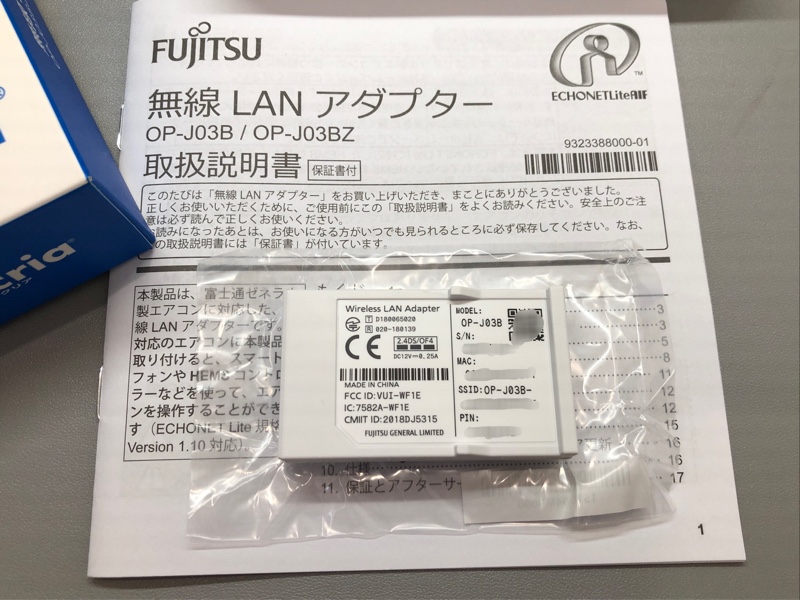 FUJITSU
ECHONETLiteAIF
TM
無線 LAN アダプター
OP-J03B / OP-J03BZ
9323388000-01
取扱説明書 保証書付
このたびは「無線 LAN アダプター」をお買い上げいただき、まことにありがとうございました。
正しくお使いいただくために、ご使用前にこの「取扱説明書」をよくお読みください。安全上のご注
意は必ず読んで正しくお使いください。
お読みになったあとは、お使いになる方がいつでも見られるところに必ず保存してください。なお、
の取扱説明書には「保証書」が付いています。
本製品は、富士通ゼネラ
製エアコンに対応した、
線 LAN アダプターです。
対応のエアコンに本製品
取り付けると、スマート
フォンや HEMS コントロ
ラーなどを使って、エア
ンを操作することができ
す（ECHONET Lite 規格
Version 1.10 対応）。
もくじ
3
3
5
6
12
12
15
16
10. 仕様 16
11. 保証とアフターサー 17
1
Wireless LAN Adapter
T D180065020
R 020-180139
CE
2.4DS/OF4
DC12V 0.25A
MADE IN CHINA
FCC ID:VUI-WF1E
IC:7582A-WF1E
CMIIT ID:2018DJ5315
FUJITSU GENERAL LIMITED
MODEL:
OP-J03B
S/N:
MAC:
SSID:OP-J03B-
PIN:
ria
クリア
®